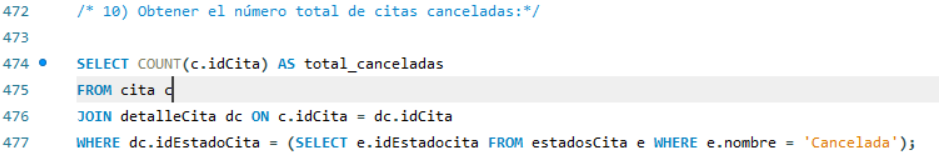 472 /* 10) Obtener el número total de citas canceladas:*/
473
474 SELECT COUNT(c.idCita) AS total_canceladas
475 FROM cita c
476 JOIN detalleCita dc ON c.idCita = dc.idCita
477 WHERE dc.idEstadoCita = (SELECT e.idEstadocita FROM estadosCita e WHERE e.nombre = 'Cancelada');